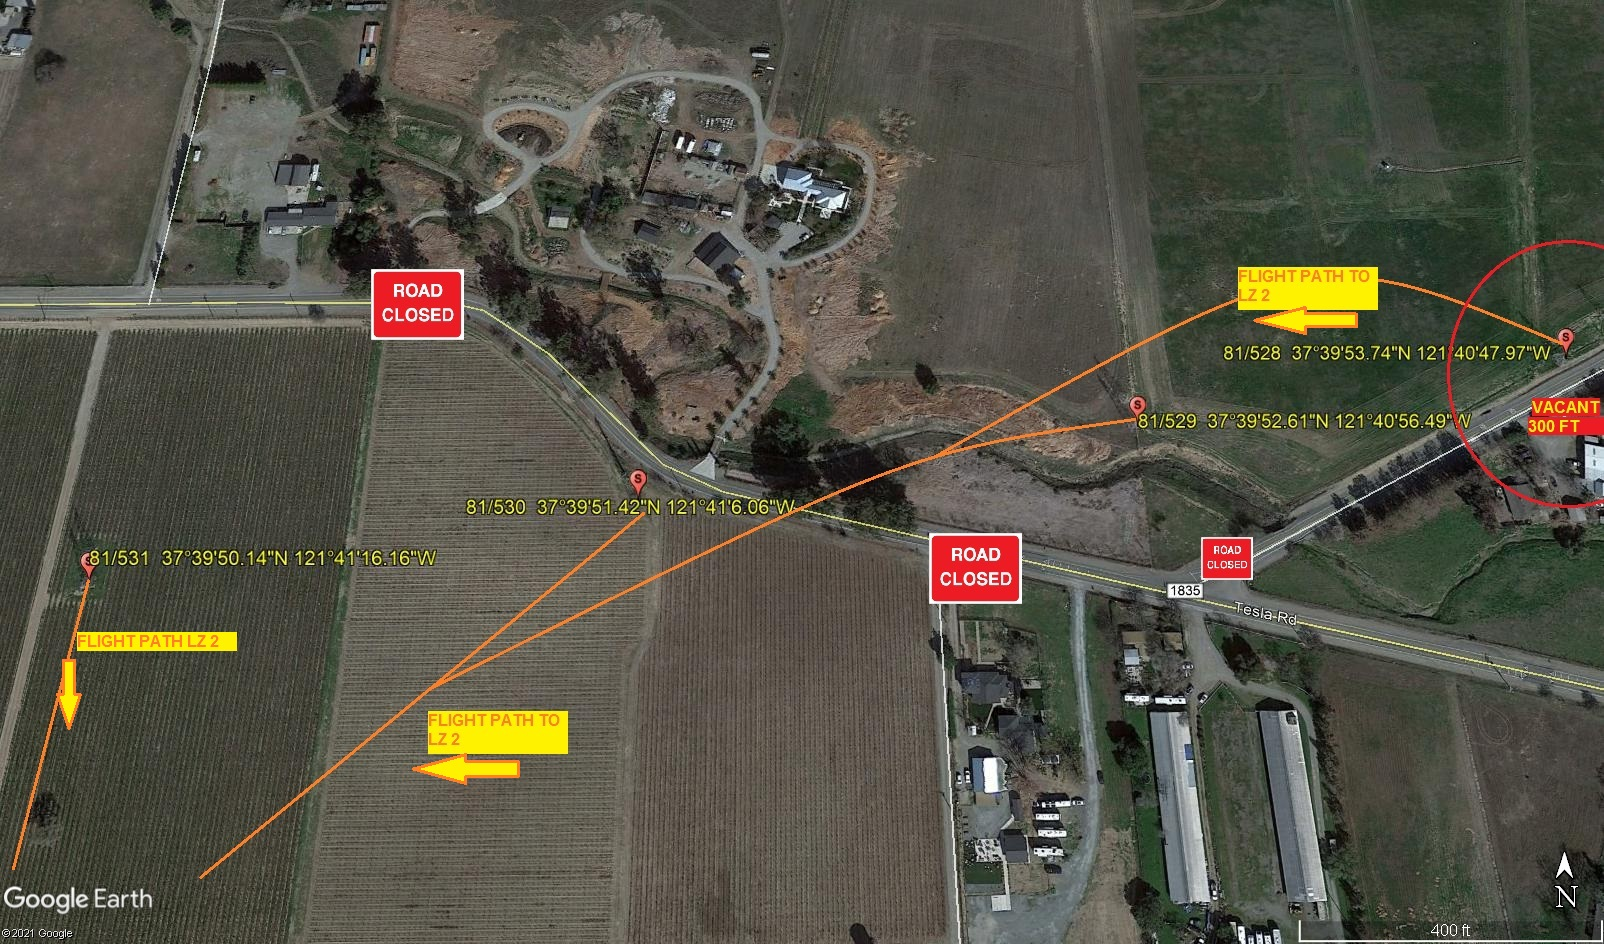 ROAD
CLOSED
FLIGHT PATH TO
LZ 2
81/528 37°39'53.74"N 121°40'47.97"W
VACANT
300 FT
81/529 37°39'52.61"N 121°40'56.49"W
S
S
S
S
81/530 37°39'51.42"N 121°41'6.06"W
81/531 37°39'50.14"N 121°41'16.16"W
ROAD
CLOSED
ROAD
CLOSED
1835
Tesla Rd
FLIGHT PATH LZ 2
FLIGHT PATH TO
LZ 2
Google Earth
©2021 Google
N
400 ft